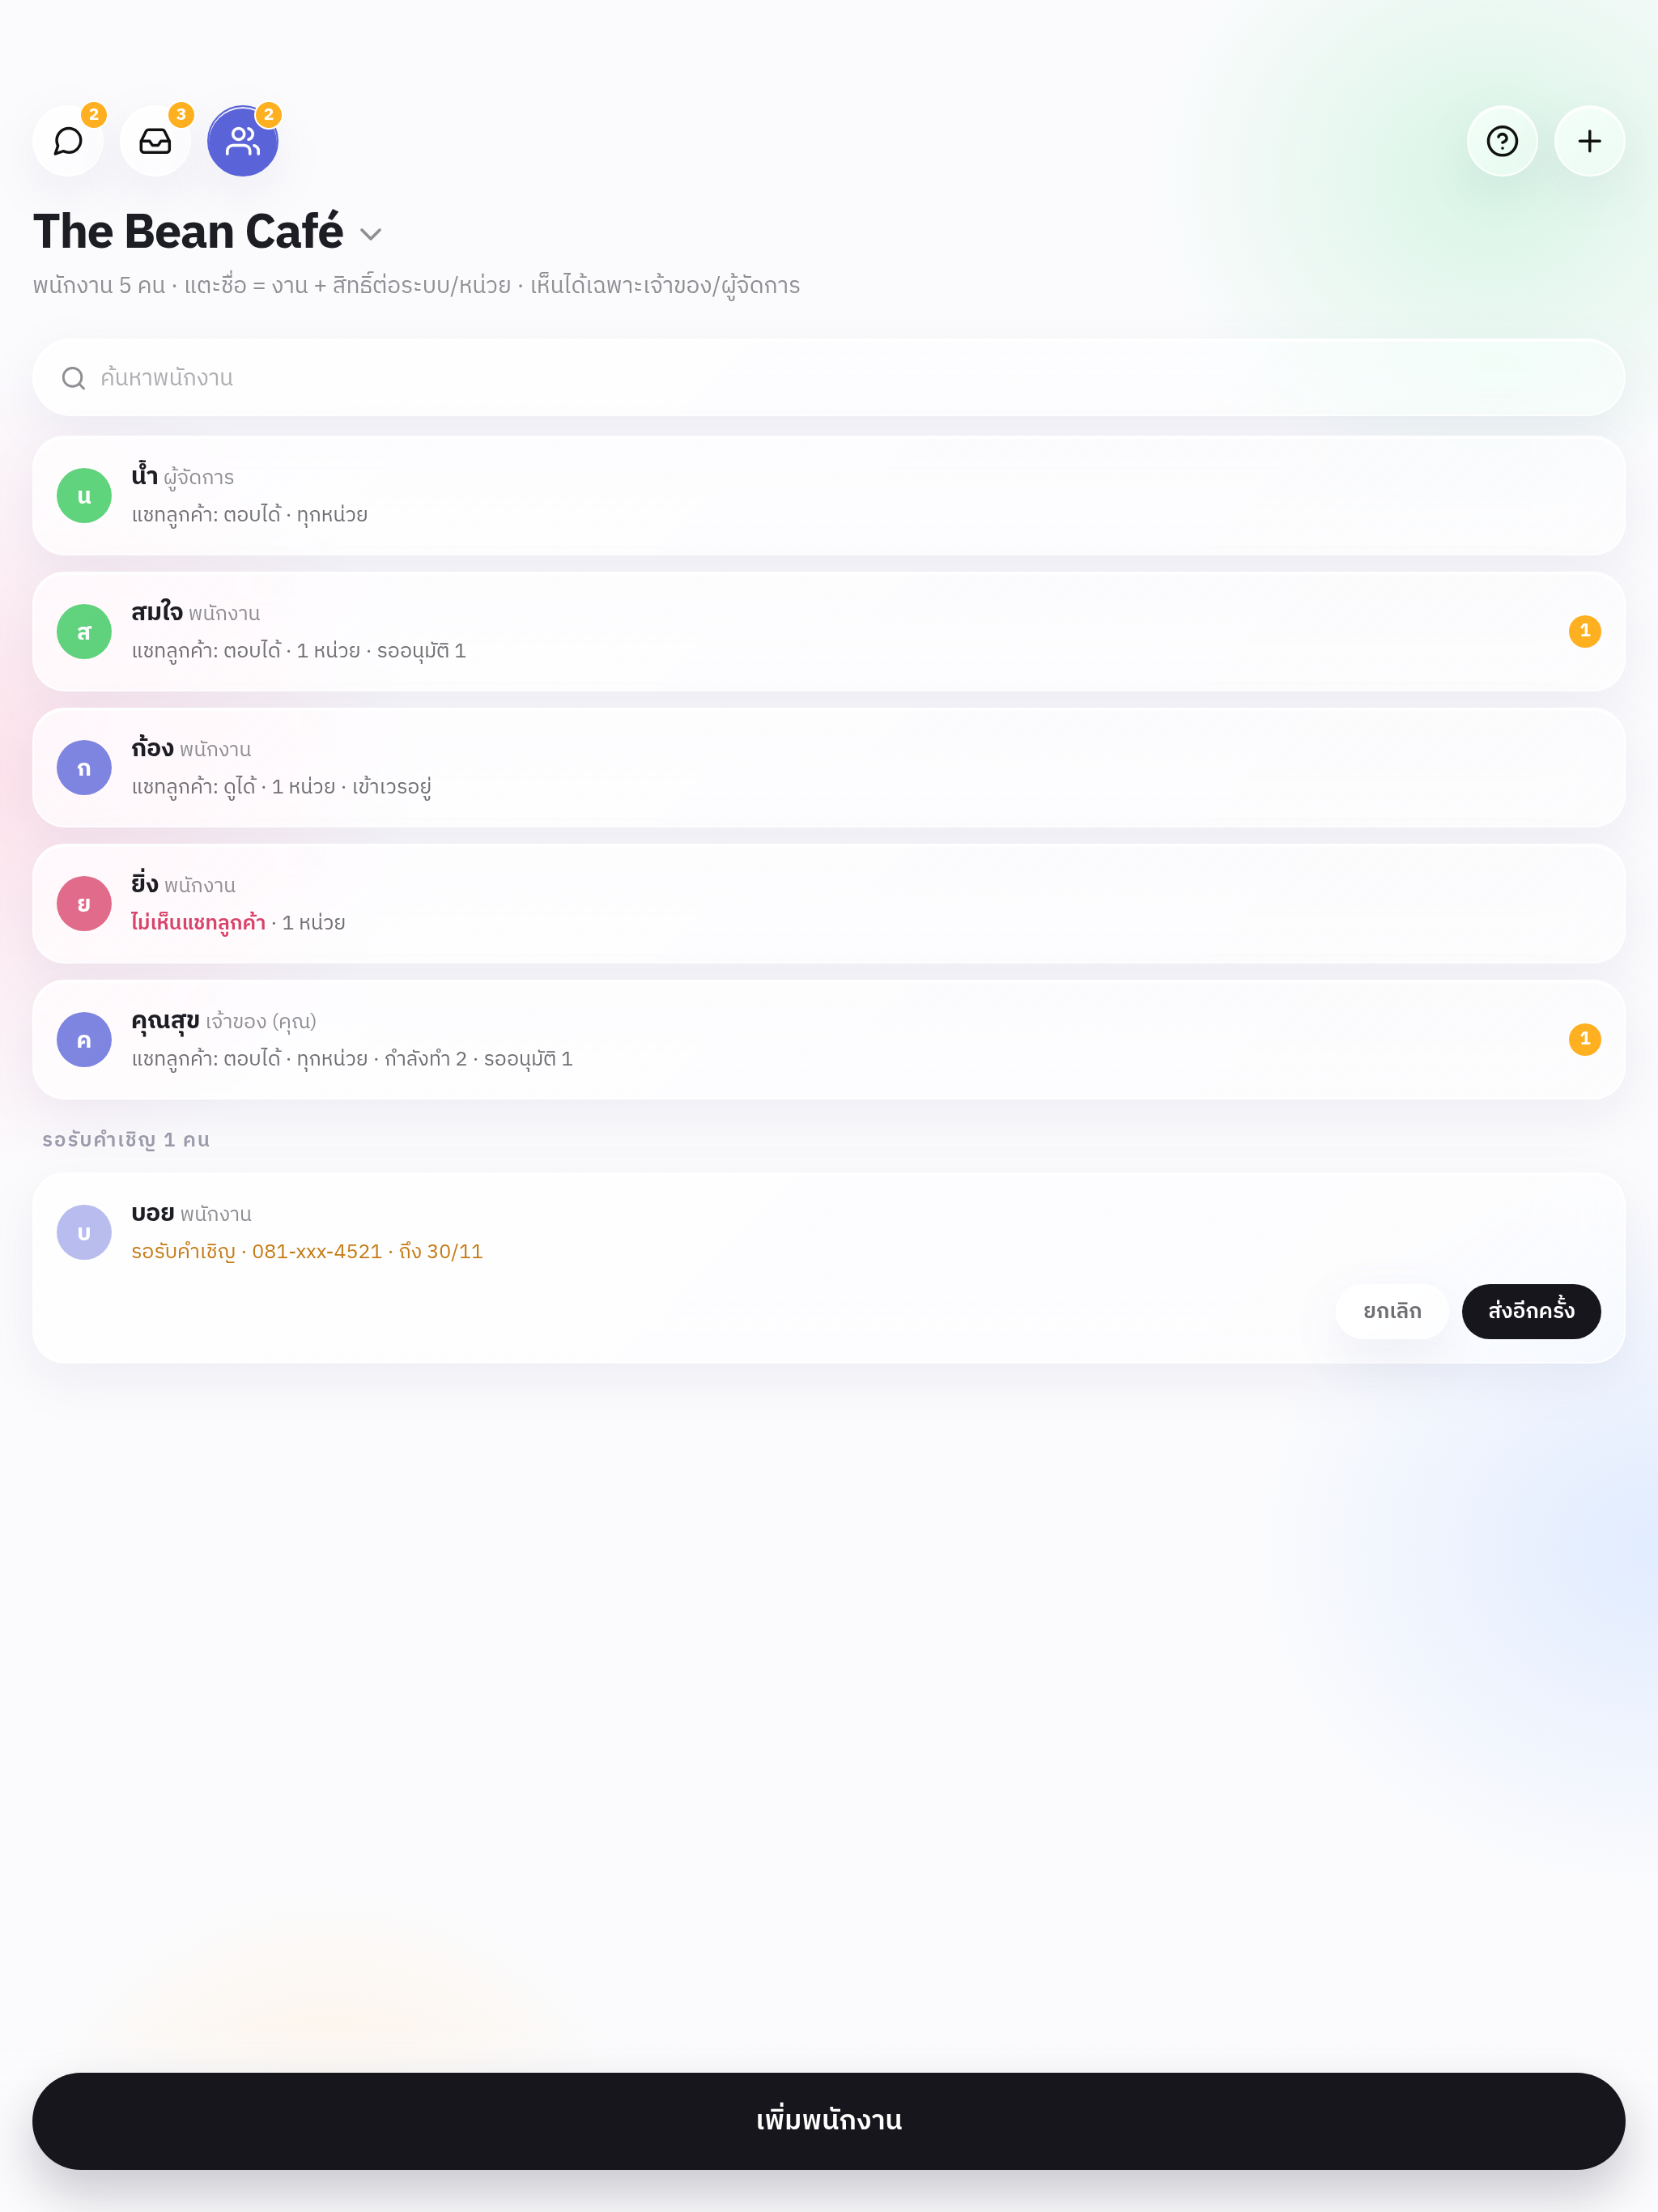 2 3 2
The Bean Café
พนักงาน 5 คน · แตะชื่อ = งาน + สิทธิ์ต่อระบบ/หน่วย · เห็นได้เฉพาะเจ้าของ/ผู้จัดการ
ค้นหาพนักงาน
น น้ำ ผู้จัดการ
แชทลูกค้า: ตอบได้ · ทุกหน่วย
ส สมใจ พนักงาน
แชทลูกค้า: ตอบได้ · 1 หน่วย · รออนุมัติ 1
1
ก ก้อง พนักงาน
แชทลูกค้า: ดูได้ · 1 หน่วย · เข้าเวรอยู่
ย ยิ่ง พนักงาน
ไม่เห็นแชทลูกค้า · 1 หน่วย
ค คุณสุข เจ้าของ (คุณ)
แชทลูกค้า: ตอบได้ · ทุกหน่วย · กำลังทำ 2 · รออนุมัติ 1
1
รอรับคำเชิญ 1 คน
บ บอย พนักงาน
รอรับคำเชิญ · 081-xxx-4521 · ถึง 30/11
ยกเลิก ส่งอีกครั้ง
เพิ่มพนักงาน